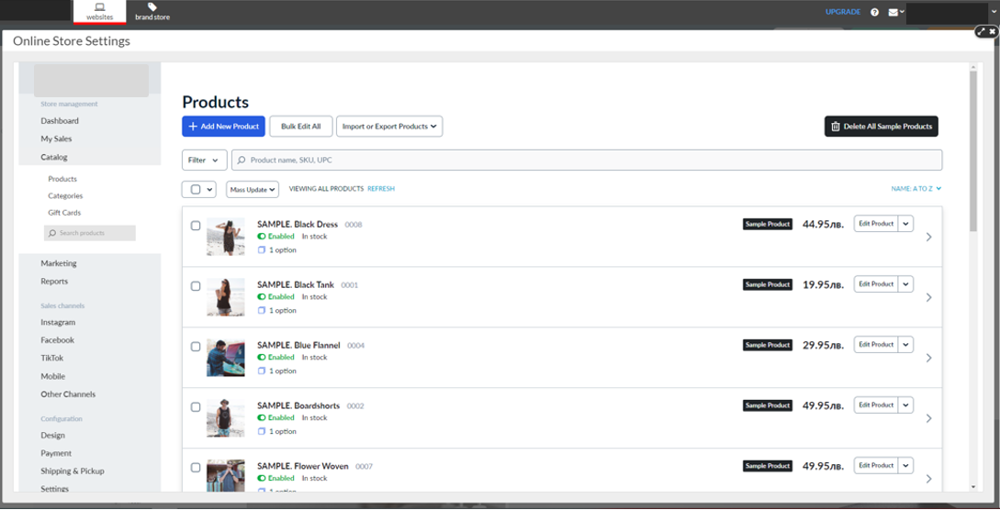 websites
brand store
UPGRADE
Online Store Settings
Store management
Dashboard
My Sales
Catalog
Products
Categories
Gift Cards
Search products
Marketing
Reports
Sales channels
Instagram
Facebook
TikTok
Mobile
Other Channels
Configuration
Design
Payment
Shipping & Pickup
Settings
Products
+ Add New Product
Bulk Edit All
Import or Export Products
Delete All Sample Products
Filter
Product name, SKU, UPC
Mass Update
VIEWING ALL PRODUCTS REFRESH
NAME: A TO Z
SAMPLE. Black Dress 0008
Enabled In stock
1 option
Sample Product 44.95лв. Edit Product
SAMPLE. Black Tank 0001
Enabled In stock
1 option
Sample Product 19.95лв. Edit Product
SAMPLE. Blue Flannel 0004
Enabled In stock
1 option
Sample Product 29.95лв. Edit Product
SAMPLE. Boardshorts 0002
Enabled In stock
1 option
Sample Product 49.95лв. Edit Product
SAMPLE. Flower Woven 0007
Enabled In stock
1 option
Sample Product 49.95лв. Edit Product